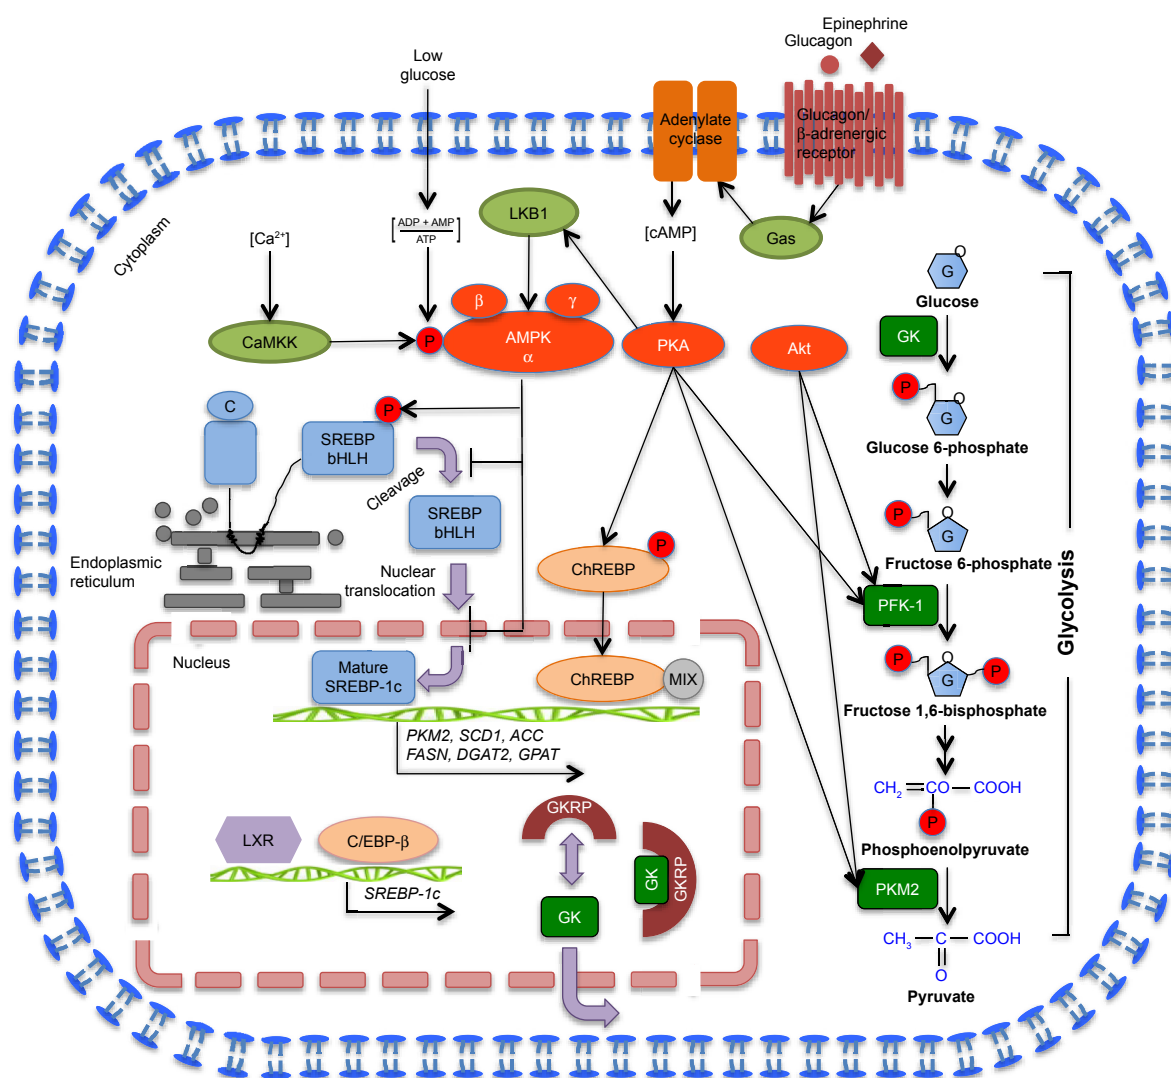 Epinephrine
Glucagon
Low
glucose
Adenylate
cyclase
Glucagon/
β-adrenergic
receptor
Cytoplasm
[Ca²⁺]
[ADP + AMP
ATP]
LKB1
[cAMP]
Gas
G
O
Glucose
β
γ
CaMKK
P
AMPK
α
PKA
Akt
GK
P
G
O
Glucose 6-phosphate
C
P
SREBP
bHLH
Cleavage
SREBP
bHLH
P
G
O
Fructose 6-phosphate
Endoplasmic
reticulum
Nuclear
translocation
P
ChREBP
PFK-1
Glycolysis
Nucleus
Mature
SREBP-1c
ChREBP
MIX
P
G
O
P
Fructose 1,6-bisphosphate
PKM2, SCD1, ACC
FASN, DGAT2, GPAT
CH₂
CO
COOH
P
Phosphoenolpyruvate
GKRP
LXR
C/EBP-β
SREBP-1c
GK
GKRP
GK
PKM2
CH₃
C
COOH
O
Pyruvate